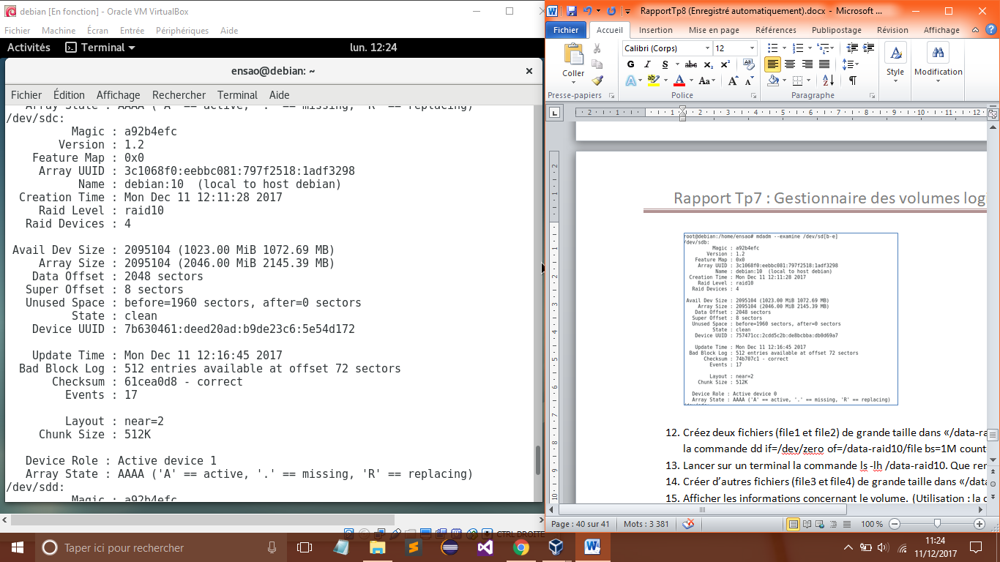 debian [En fonction] - Oracle VM VirtualBox
Fichier Machine Écran Entrée Périphériques Aide
Activités Terminal lun. 12:24
ensao@debian: ~
Fichier Édition Affichage Rechercher Terminal Aide
Array State : AAAA ('A' == active, '.' == missing, 'R' == replacing)
/dev/sdc:
Magic : a92b4efc
Version : 1.2
Feature Map : 0x0
Array UUID : 3c1068f0:eebbc081:797f2518:1adf3298
Name : debian:10  (local to host debian)
Creation Time : Mon Dec 11 12:11:28 2017
Raid Level : raid10
Raid Devices : 4
Avail Dev Size : 2095104 (1023.00 MiB 1072.69 MB)
Array Size : 2095104 (2046.00 MiB 2145.39 MB)
Data Offset : 2048 sectors
Super Offset : 8 sectors
Unused Space : before=1960 sectors, after=0 sectors
State : clean
Device UUID : 7b630461:deed20ad:b9de23c6:5e54d172
Update Time : Mon Dec 11 12:16:45 2017
Bad Block Log : 512 entries available at offset 72 sectors
Checksum : 61cea0d8 - correct
Events : 17
Layout : near=2
Chunk Size : 512K
Device Role : Active device 1
Array State : AAAA ('A' == active, '.' == missing, 'R' == replacing)
/dev/sdd:
Magic : a92b4efc
CTRL DROITE
RapportTp8 (Enregistré automatiquement).docx - Microsoft ...
Fichier Accueil Insertion Mise en page Références Publipostage Révision Affichage
Coller
Calibri (Corps) 12
G I S abc x₂ x²
Style
Modification
Presse-papiers Police Paragraphe
2 1 1 2 3 4 5 6 7 8 9 10 11 12
Rapport Tp7 : Gestionnaire des volumes logi
root@debian:/home/ensao# mdadm --examine /dev/sd[b-e]
/dev/sdb:
Magic : a92b4efc
Version : 1.2
Feature Map : 0x0
Array UUID : 3c1068f0:eebbc081:797f2518:1adf3298
Name : debian:10  (local to host debian)
Creation Time : Mon Dec 11 12:11:28 2017
Raid Level : raid10
Raid Devices : 4
Avail Dev Size : 2095104 (1023.00 MiB 1072.69 MB)
Array Size : 2095104 (2046.00 MiB 2145.39 MB)
Data Offset : 2048 sectors
Super Offset : 8 sectors
Unused Space : before=1960 sectors, after=0 sectors
State : clean
Device UUID : 757471cc:2cdd5c2b:de8bcbba:db0d69a7
Update Time : Mon Dec 11 12:16:45 2017
Bad Block Log : 512 entries available at offset 72 sectors
Checksum : 74b707c1 - correct
Events : 17
Layout : near=2
Chunk Size : 512K
Device Role : Active device 0
Array State : AAAA ('A' == active, '.' == missing, 'R' == replacing)
12. Créez deux fichiers (file1 et file2) de grande taille dans «/data-ra
la commande dd if=/dev/zero of=/data-raid10/file bs=1M count
13. Lancer sur un terminal la commande ls -lh /data-raid10. Que rem
14. Créer d’autres fichiers (file3 et file4) de grande taille dans «/data
15. Afficher les informations concernant le volume. (Utilisation : la c
Page : 40 sur 41 Mots : 3 381 100 %
Taper ici pour rechercher
11:24
11/12/2017